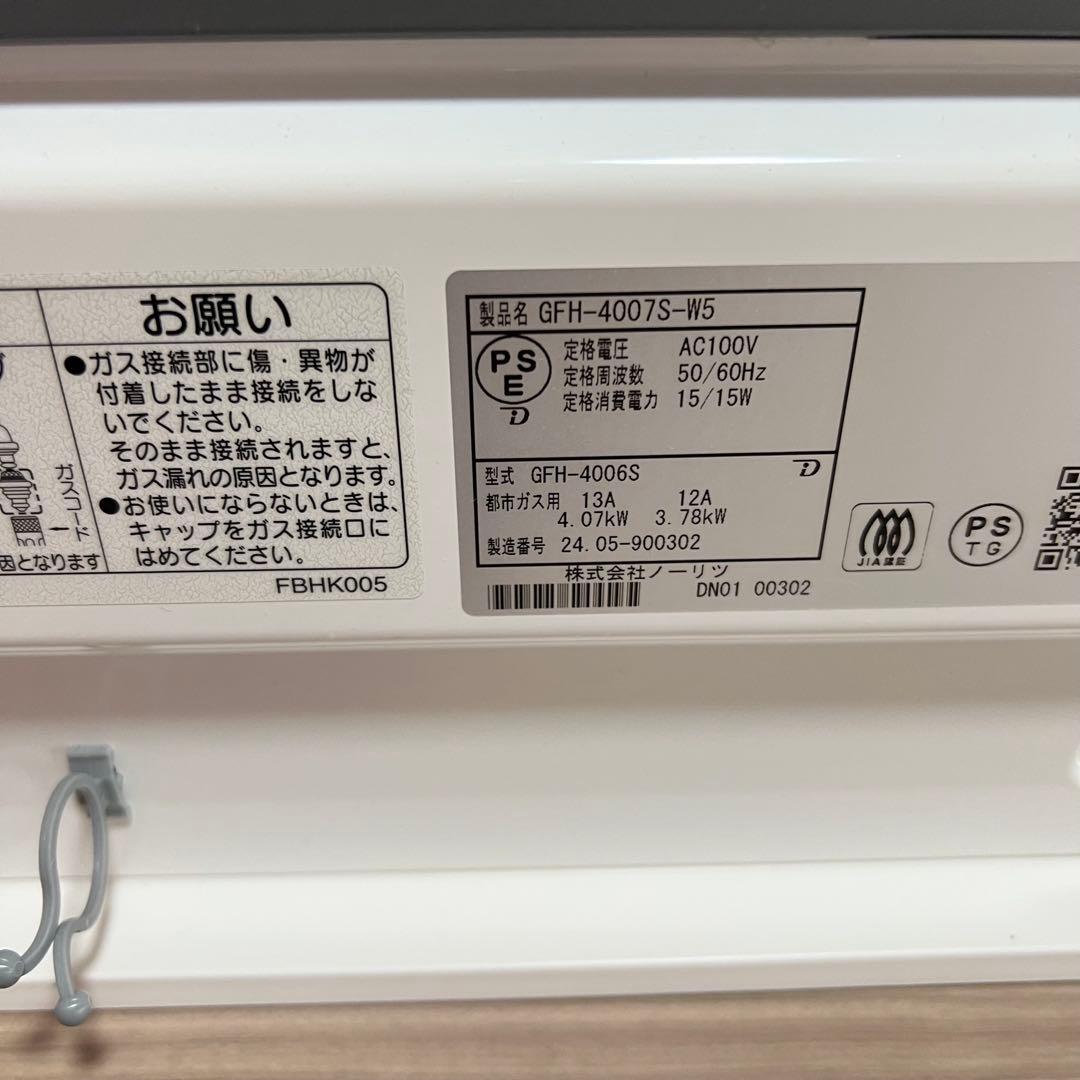 お願い
●ガス接続部に傷・異物が
付着したまま接続をしな
いでください。
そのまま接続されますと、
ガス漏れの原因となります。
●お使いにならないときは、
キャップをガス接続口に
はめてください。
ガスコード
因となります
FBHK005
製品名 GFH-4007S-W5
PS
E
定格電圧 AC100V
定格周波数 50/60Hz
定格消費電力 15/15W
型式 GFH-4006S
都市ガス用 13A 12A
4.07kW 3.78kW
製造番号 24.05-900302
株式会社ノーリツ
DN01 00302
JIA認証
PS
TG